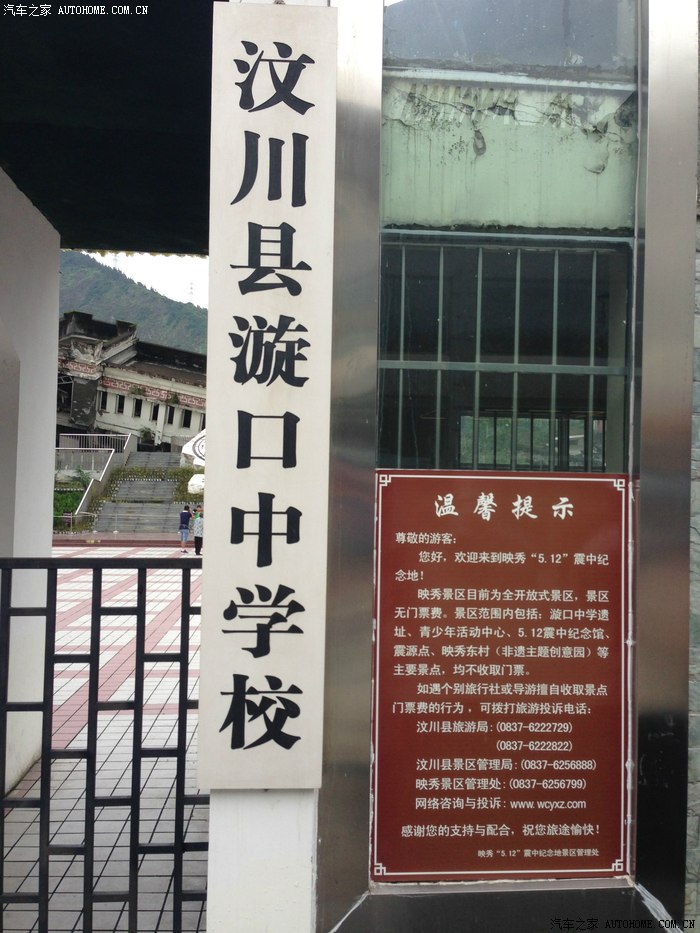 汽车之家 AUTOHOME.COM.CN
汶川县漩口中学校
温馨提示
尊敬的游客：
您好，欢迎来到映秀“5.12”震中纪
念地！
映秀景区目前为全开放式景区，景区
无门票费。景区范围内包括：漩口中学遗
址、青少年活动中心、5.12震中纪念馆、
震源点、映秀东村（非遗主题创意园）等
主要景点，均不收取门票。
如遇个别旅行社或导游擅自收取景点
门票费的行为，可拨打旅游投诉电话：
汶川县旅游局：(0837-6222729)
(0837-6222822)
汶川县景区管理局：(0837-6256888)
映秀景区管理处：(0837-6256799)
网络咨询与投诉：www.wcyxz.com
感谢您的支持与配合，祝您旅途愉快！
映秀“5.12”震中纪念地景区管理处
汽车之家 AUTOHOME.COM.CN